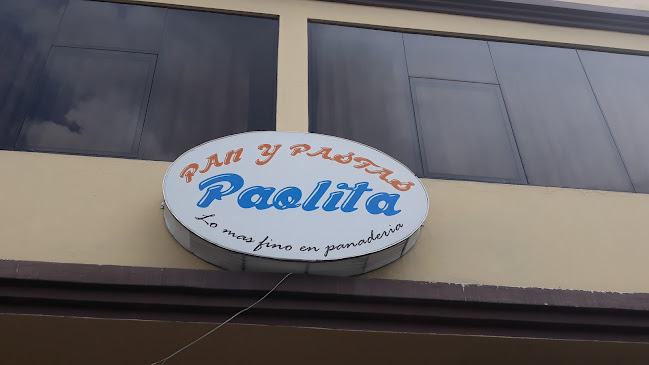 PAN Y PASTAS
Paolita
Lo mas fino en panaderia